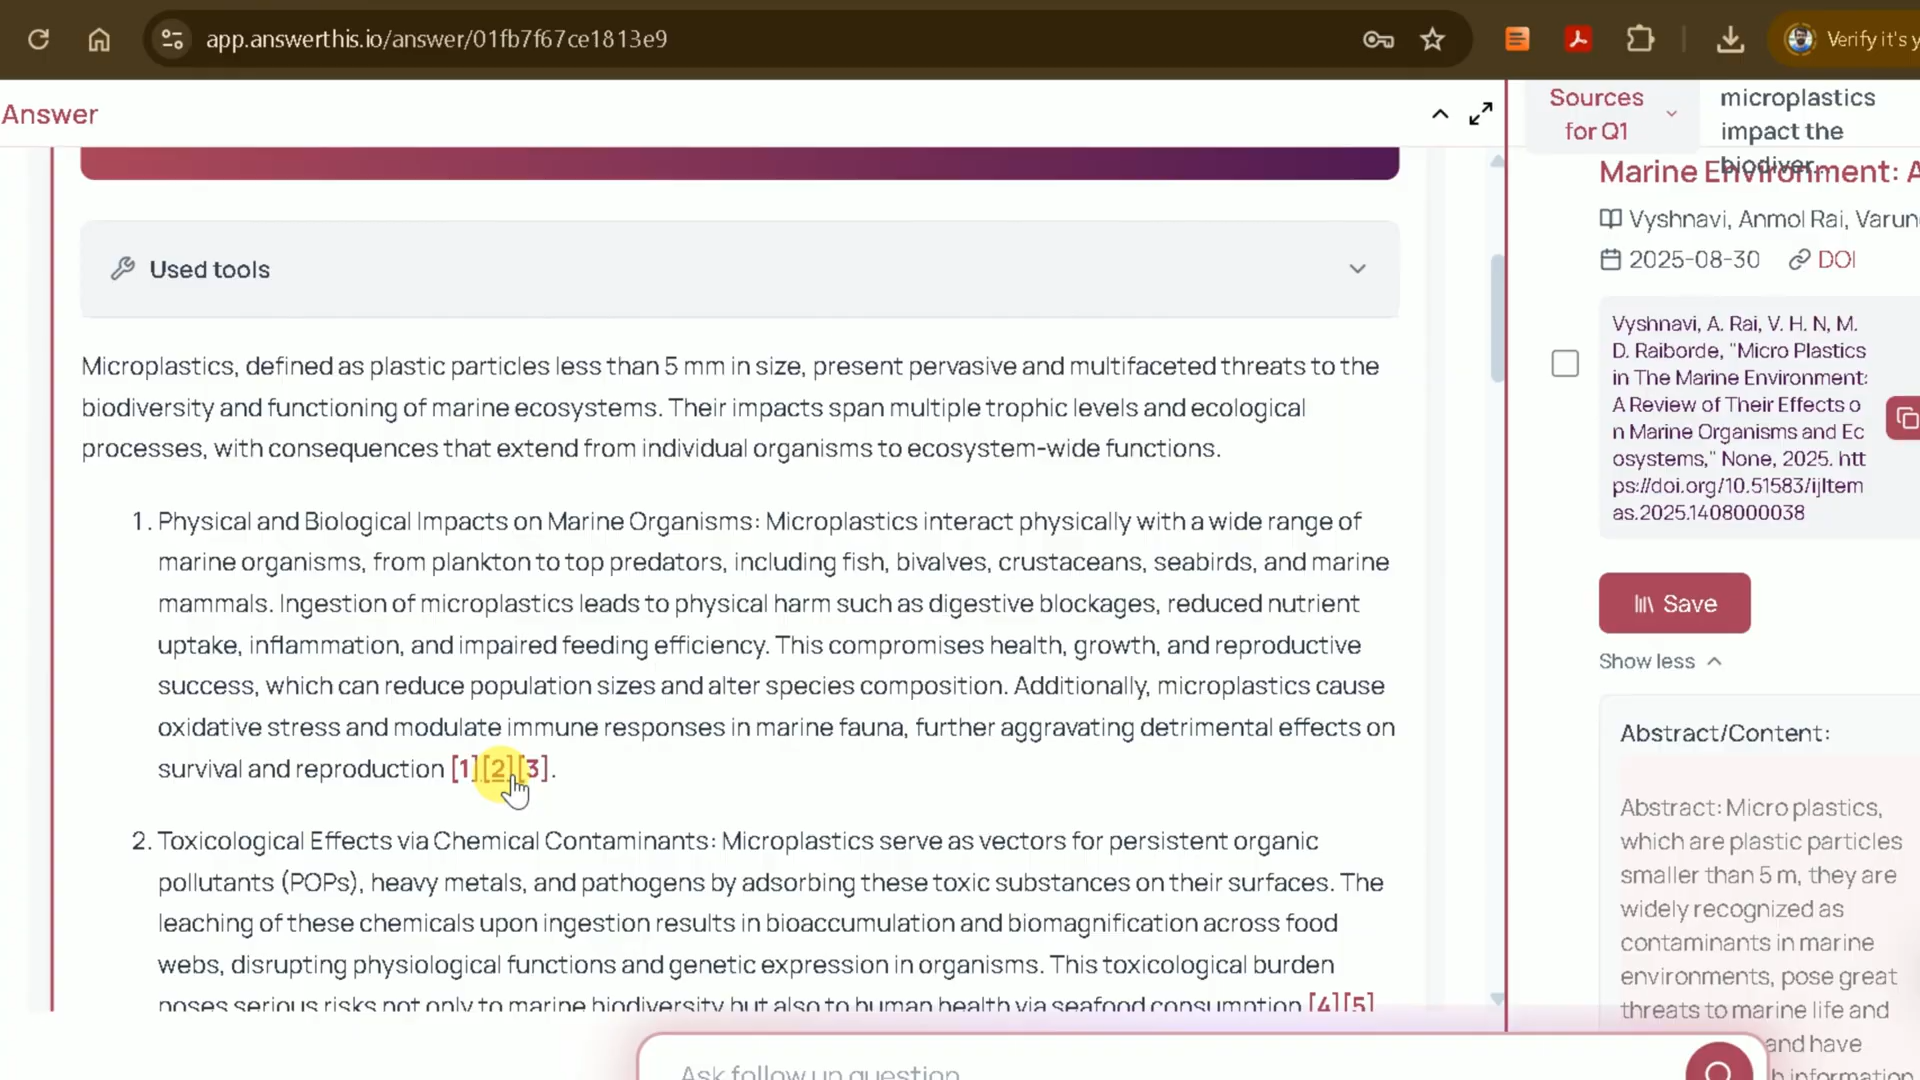 app.answerthis.io/answer/01fb7f67ce1813e9
Verify it's y
Answer
Used tools
Microplastics, defined as plastic particles less than 5 mm in size, present pervasive and multifaceted threats to the
biodiversity and functioning of marine ecosystems. Their impacts span multiple trophic levels and ecological
processes, with consequences that extend from individual organisms to ecosystem-wide functions.
1. Physical and Biological Impacts on Marine Organisms: Microplastics interact physically with a wide range of
marine organisms, from plankton to top predators, including fish, bivalves, crustaceans, seabirds, and marine
mammals. Ingestion of microplastics leads to physical harm such as digestive blockages, reduced nutrient
uptake, inflammation, and impaired feeding efficiency. This compromises health, growth, and reproductive
success, which can reduce population sizes and alter species composition. Additionally, microplastics cause
oxidative stress and modulate immune responses in marine fauna, further aggravating detrimental effects on
survival and reproduction [1][2][3].
2. Toxicological Effects via Chemical Contaminants: Microplastics serve as vectors for persistent organic
pollutants (POPs), heavy metals, and pathogens by adsorbing these toxic substances on their surfaces. The
leaching of these chemicals upon ingestion results in bioaccumulation and biomagnification across food
webs, disrupting physiological functions and genetic expression in organisms. This toxicological burden
poses serious risks not only to marine biodiversity but also to human health via seafood consumption [4][5]
Ask follow up question
Sources
for Q1
microplastics
impact the
biodiver...
Marine Environment: A
Vyshnavi, Anmol Rai, Varun
2025-08-30 DOI
Vyshnavi, A. Rai, V. H. N, M.
D. Raiborde, "Micro Plastics
in The Marine Environment:
A Review of Their Effects o
n Marine Organisms and Ec
osystems," None, 2025. htt
ps://doi.org/10.51583/ijltem
as.2025.1408000038
Save
Show less
Abstract/Content:
Abstract: Micro plastics,
which are plastic particles
smaller than 5 m, they are
widely recognized as
contaminants in marine
environments, pose great
threats to marine life and
and have
information